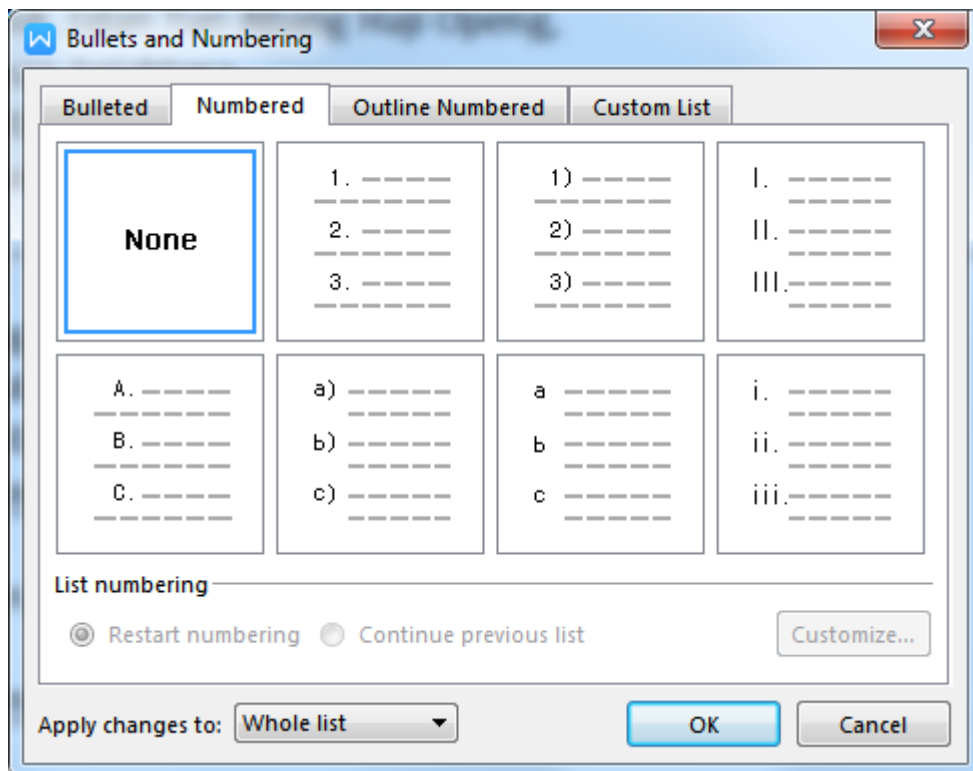 Bullets and Numbering
Bulleted Numbered Outline Numbered Custom List
None
1.
2.
3.
1)
2)
3)
I.
II.
III.
A.
B.
C.
a)
b)
c)
a
b
c
i.
ii.
iii.
List numbering
Restart numbering Continue previous list Customize...
Apply changes to: Whole list OK Cancel